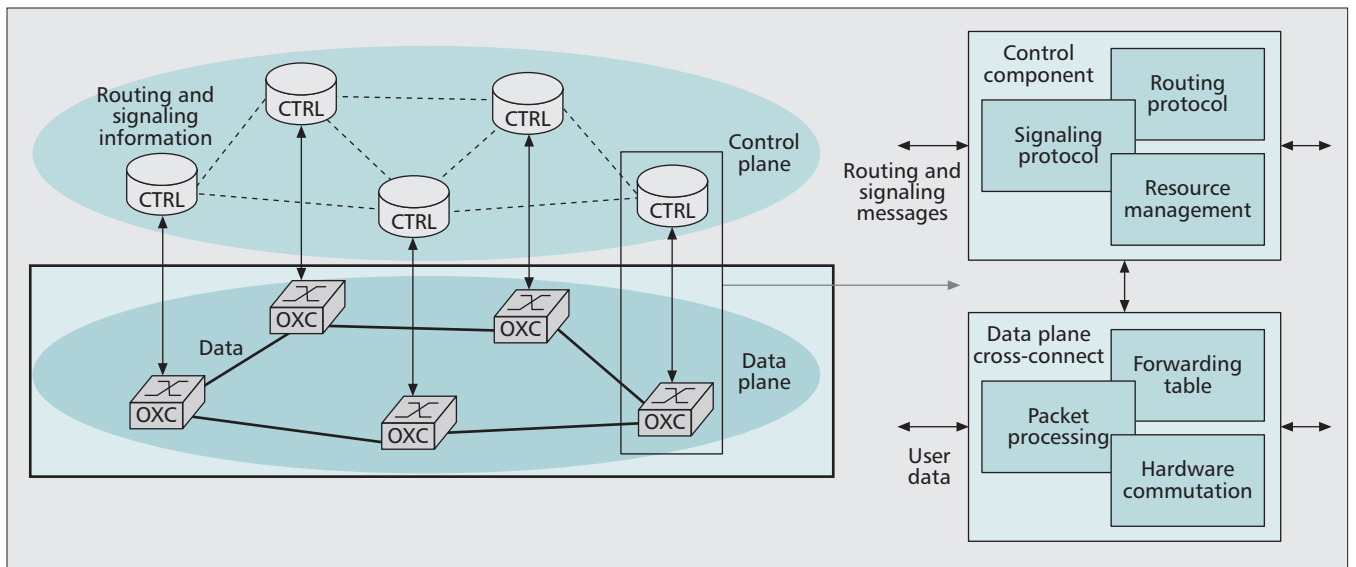 Routing and
signaling
information
CTRL
CTRL
CTRL
CTRL
CTRL
Control
plane
OXC
OXC
OXC
OXC
OXC
Data
Data
plane
Control
component
Routing
protocol
Signaling
protocol
Resource
management
Routing and
signaling
messages
Data plane
cross-connect
Forwarding
table
Packet
processing
Hardware
commutation
User
data